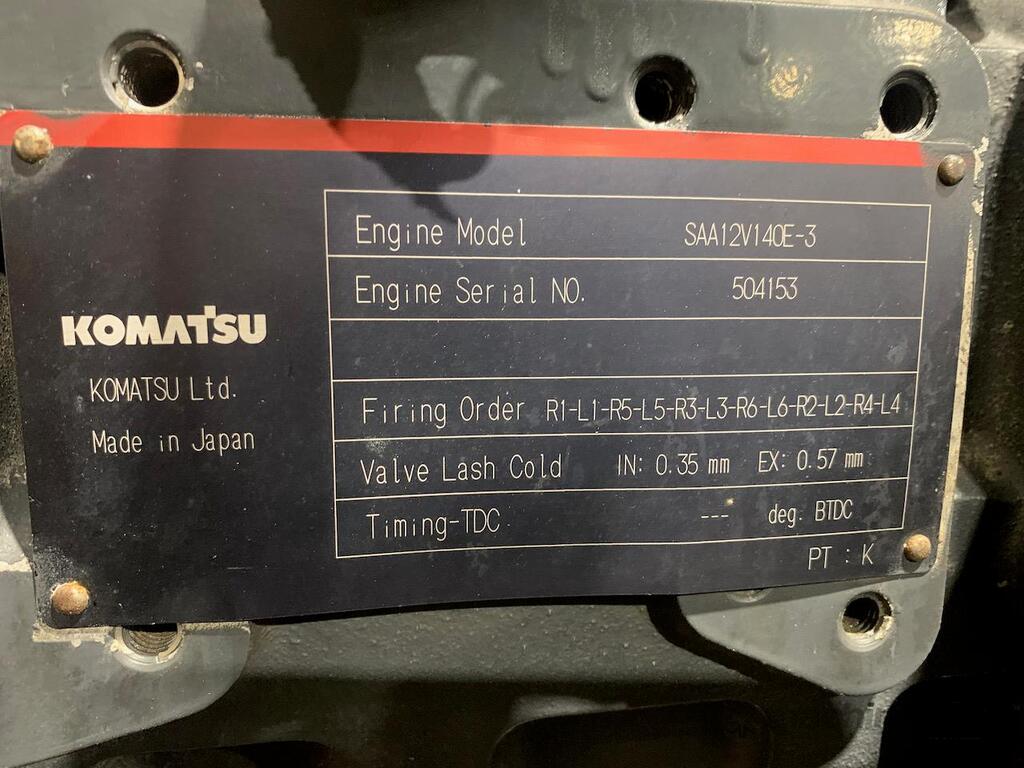 KOMATSU
KOMATSU Ltd.
Made in Japan
Engine Model SAA12V140E-3
Engine Serial NO. 504153
Firing Order R1-L1-R5-L5-R3-L3-R6-L6-R2-L2-R4-L4
Valve Lash Cold IN: 0.35 mm EX: 0.57 mm
Timing-TDC --- deg. BTDC
PT : K